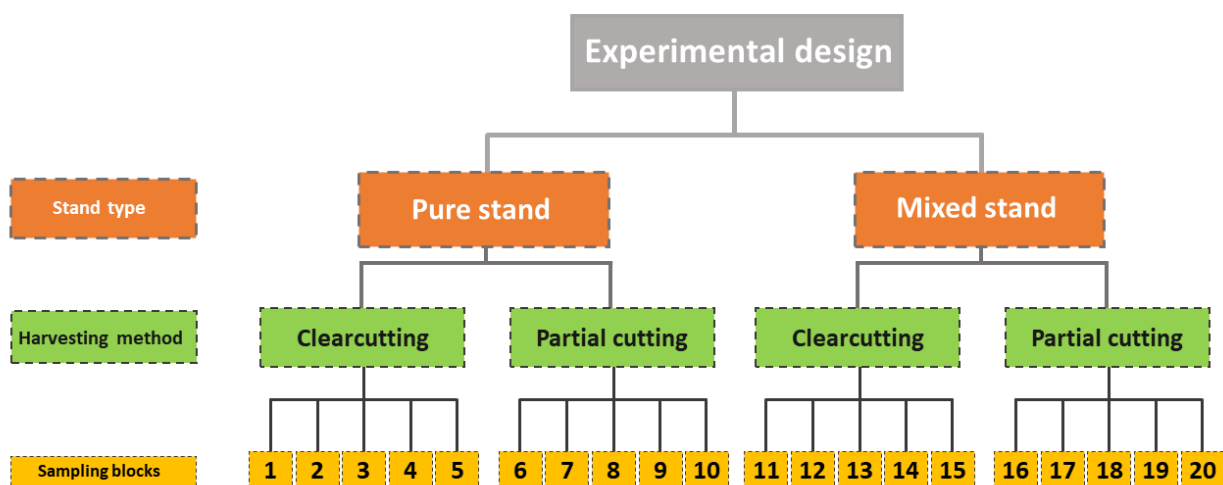 Experimental design
Stand type
Pure stand
Mixed stand
Harvesting method
Clearcutting
Partial cutting
Clearcutting
Partial cutting
Sampling blocks
1 2 3 4 5 6 7 8 9 10 11 12 13 14 15 16 17 18 19 20